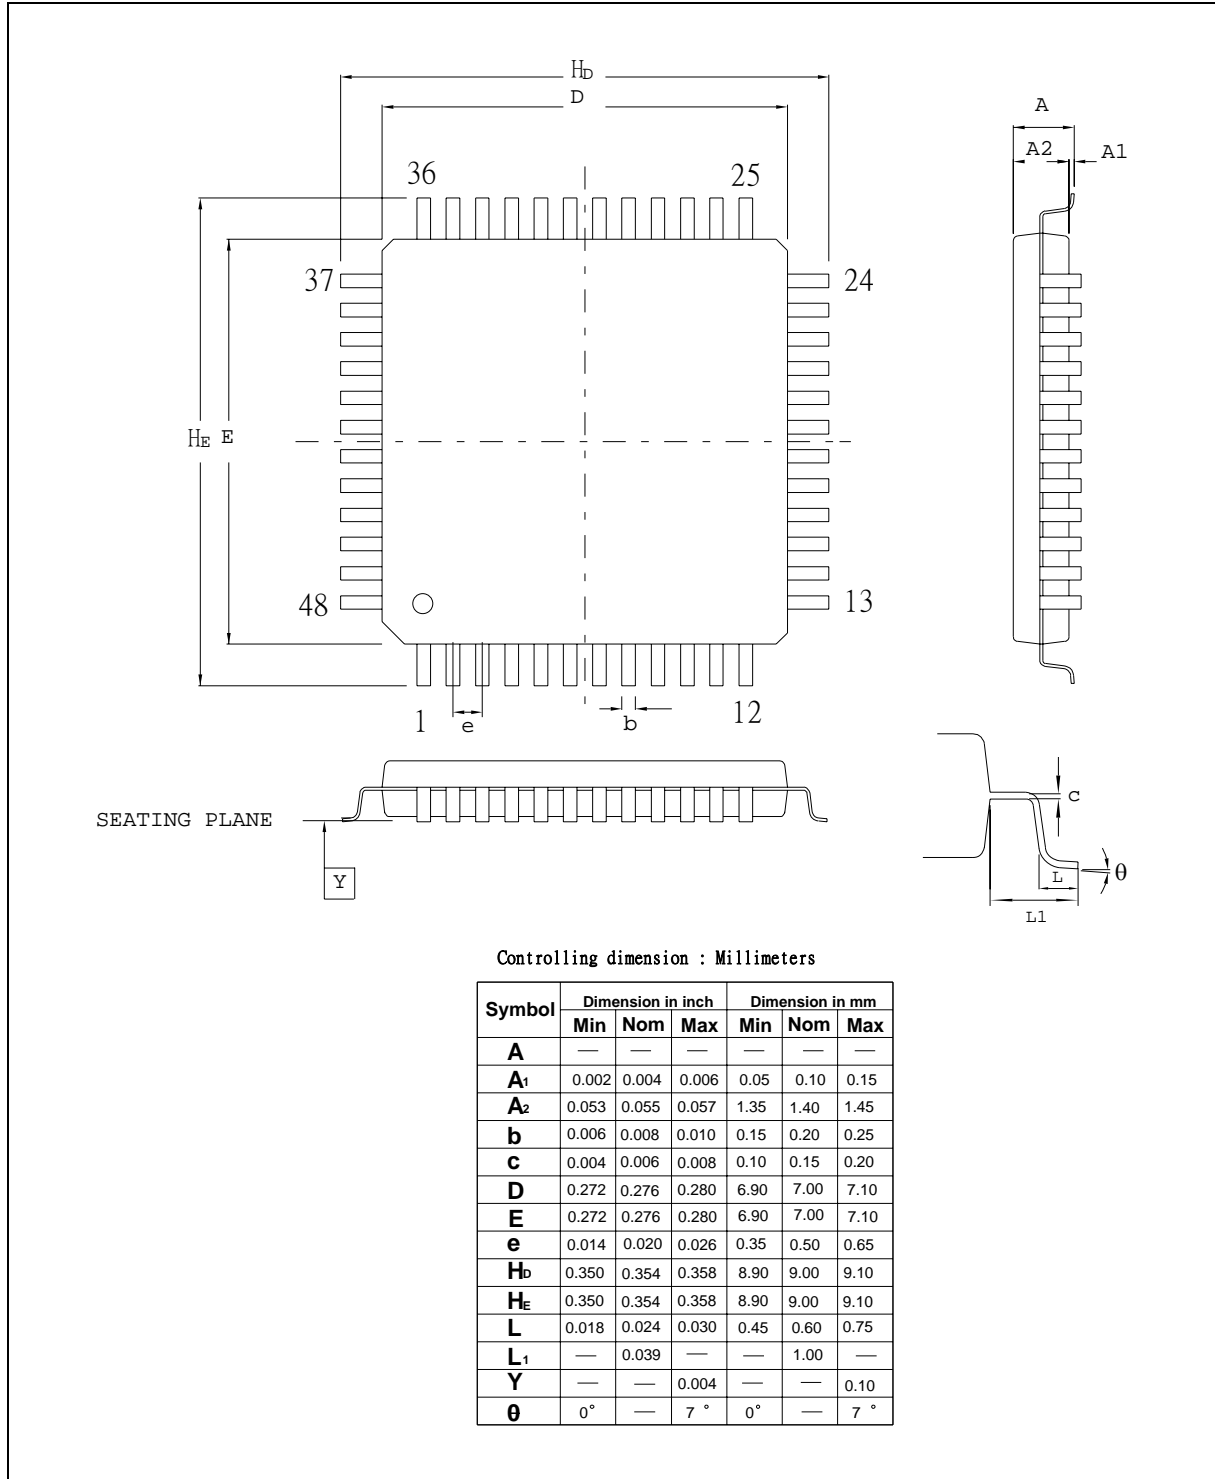 HD
D
A
A2 A1
36 25
37 24
HE E
48 13
1 e b 12
SEATING PLANE
Y
c
L θ
L1
Controlling dimension : Millimeters
Symbol Dimension in inch Dimension in mm
Min Nom Max Min Nom Max
A — — — — — —
A1 0.002 0.004 0.006 0.05 0.10 0.15
A2 0.053 0.055 0.057 1.35 1.40 1.45
b 0.006 0.008 0.010 0.15 0.20 0.25
c 0.004 0.006 0.008 0.10 0.15 0.20
D 0.272 0.276 0.280 6.90 7.00 7.10
E 0.272 0.276 0.280 6.90 7.00 7.10
e 0.014 0.020 0.026 0.35 0.50 0.65
HD 0.350 0.354 0.358 8.90 9.00 9.10
HE 0.350 0.354 0.358 8.90 9.00 9.10
L 0.018 0.024 0.030 0.45 0.60 0.75
L1 — 0.039 — — 1.00 —
Y — — 0.004 — — 0.10
θ 0° — 7 ° 0° — 7 °